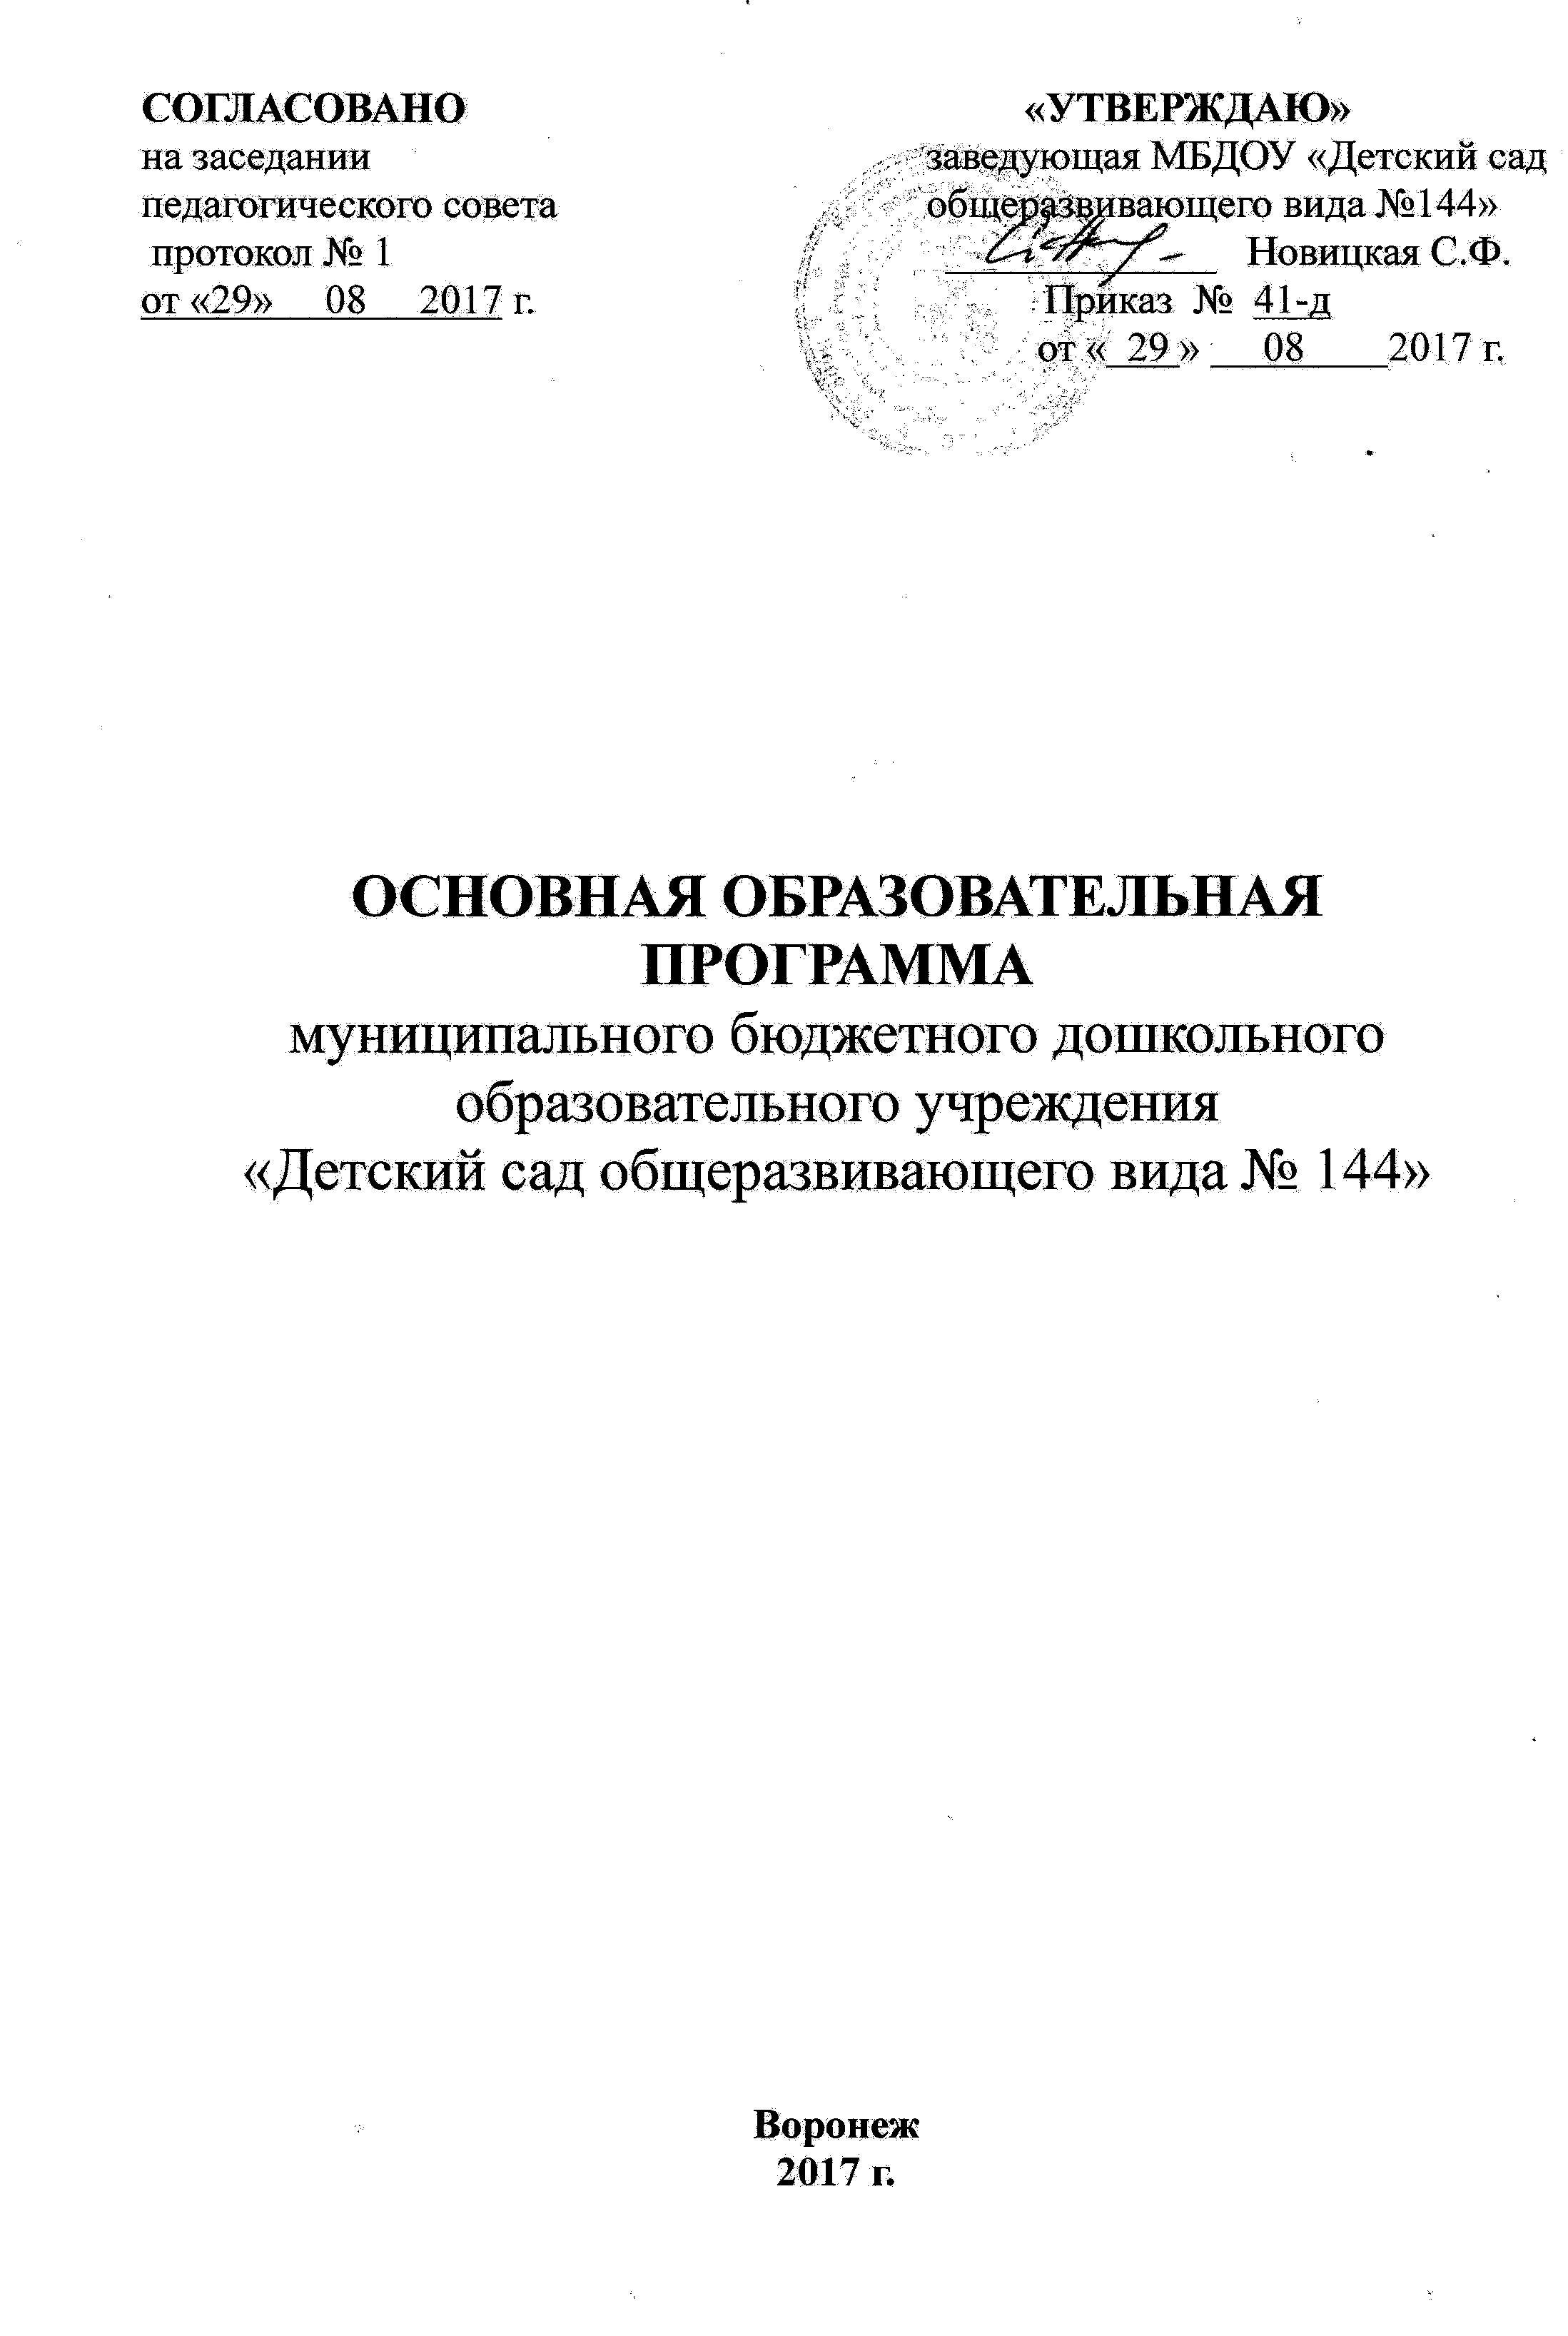 СОГЛАСОВАНО
на заседании
педагогического совета
протокол № 1
от «29» 08 2017 г.
«УТВЕРЖДАЮ»
заведующая МБДОУ «Детский сад
общеразвивающего вида №144»
Новицкая С.Ф.
Приказ № 41-д
от « 29 » 08 2017 г.
ОСНОВНАЯ ОБРАЗОВАТЕЛЬНАЯ
ПРОГРАММА
муниципального бюджетного дошкольного
образовательного учреждения
«Детский сад общеразвивающего вида № 144»
Воронеж
2017 г.